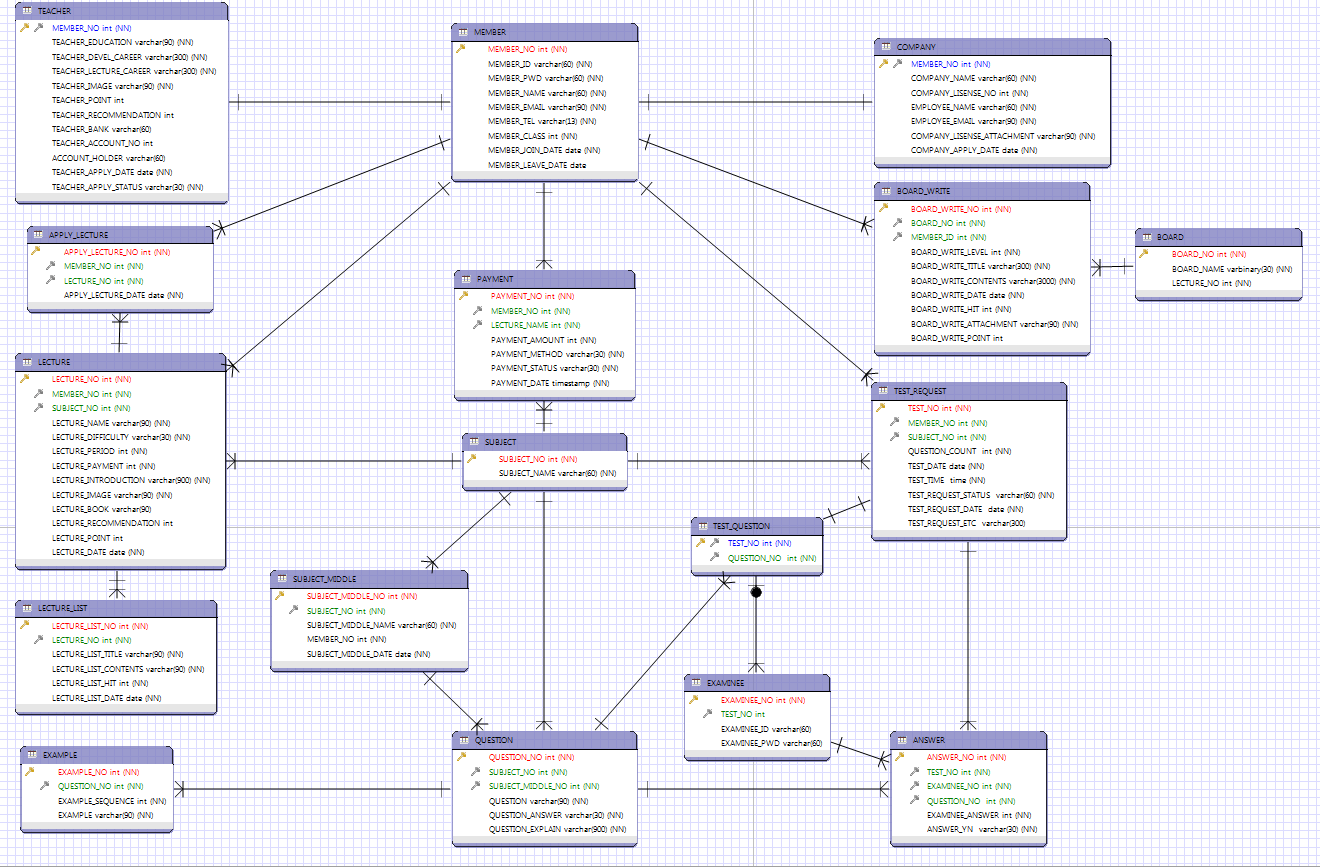 TEACHER
MEMBER_NO int (NN)
TEACHER_EDUCATION varchar(90) (NN)
TEACHER_DEVEL_CAREER varchar(300) (NN)
TEACHER_LECTURE_CAREER varchar(300) (NN)
TEACHER_IMAGE varchar(90) (NN)
TEACHER_POINT int
TEACHER_RECOMMENDATION int
TEACHER_BANK varchar(60)
TEACHER_ACCOUNT_NO int
ACCOUNT_HOLDER varchar(60)
TEACHER_APPLY_DATE date (NN)
TEACHER_APPLY_STATUS varchar(30) (NN)
MEMBER
MEMBER_NO int (NN)
MEMBER_ID varchar(60) (NN)
MEMBER_PWD varchar(60) (NN)
MEMBER_NAME varchar(60) (NN)
MEMBER_EMAIL varchar(90) (NN)
MEMBER_TEL varchar(13) (NN)
MEMBER_CLASS int (NN)
MEMBER_JOIN_DATE date (NN)
MEMBER_LEAVE_DATE date
COMPANY
MEMBER_NO int (NN)
COMPANY_NAME varchar(60) (NN)
COMPANY_LISENSE_NO int (NN)
EMPLOYEE_NAME varchar(60) (NN)
EMPLOYEE_EMAIL varchar(90) (NN)
COMPANY_LISENSE_ATTACHMENT varchar(90) (NN)
COMPANY_APPLY_DATE date (NN)
BOARD_WRITE
BOARD_WRITE_NO int (NN)
BOARD_NO int (NN)
MEMBER_ID int (NN)
BOARD_WRITE_LEVEL int (NN)
BOARD_WRITE_TITLE varchar(300) (NN)
BOARD_WRITE_CONTENTS varchar(3000) (NN)
BOARD_WRITE_DATE date (NN)
BOARD_WRITE_HIT int (NN)
BOARD_WRITE_ATTACHMENT varchar(90) (NN)
BOARD_WRITE_POINT int
BOARD
BOARD_NO int (NN)
BOARD_NAME varbinary(30) (NN)
LECTURE_NO int (NN)
APPLY_LECTURE
APPLY_LECTURE_NO int (NN)
MEMBER_NO int (NN)
LECTURE_NO int (NN)
APPLY_LECTURE_DATE date (NN)
PAYMENT
PAYMENT_NO int (NN)
MEMBER_NO int (NN)
LECTURE_NAME int (NN)
PAYMENT_AMOUNT int (NN)
PAYMENT_METHOD varchar(30) (NN)
PAYMENT_STATUS varchar(30) (NN)
PAYMENT_DATE timestamp (NN)
LECTURE
LECTURE_NO int (NN)
MEMBER_NO int (NN)
SUBJECT_NO int (NN)
LECTURE_NAME varchar(90) (NN)
LECTURE_DIFFICULTY varchar(30) (NN)
LECTURE_PERIOD int (NN)
LECTURE_PAYMENT int (NN)
LECTURE_INTRODUCTION varchar(900) (NN)
LECTURE_IMAGE varchar(90) (NN)
LECTURE_BOOK varchar(90)
LECTURE_RECOMMENDATION int
LECTURE_POINT int
LECTURE_DATE date (NN)
SUBJECT
SUBJECT_NO int (NN)
SUBJECT_NAME varchar(60) (NN)
TEST_REQUEST
TEST_NO int (NN)
MEMBER_NO int (NN)
SUBJECT_NO int (NN)
QUESTION_COUNT int (NN)
TEST_DATE date (NN)
TEST_TIME time (NN)
TEST_REQUEST_STATUS varchar(60) (NN)
TEST_REQUEST_DATE date (NN)
TEST_REQUEST_ETC varchar(300)
TEST_QUESTION
TEST_NO int (NN)
QUESTION_NO int (NN)
SUBJECT_MIDDLE
SUBJECT_MIDDLE_NO int (NN)
SUBJECT_NO int (NN)
SUBJECT_MIDDLE_NAME varchar(60) (NN)
MEMBER_NO int (NN)
SUBJECT_MIDDLE_DATE date (NN)
LECTURE_LIST
LECTURE_LIST_NO int (NN)
LECTURE_NO int (NN)
LECTURE_LIST_TITLE varchar(90) (NN)
LECTURE_LIST_CONTENTS varchar(90) (NN)
LECTURE_LIST_HIT int (NN)
LECTURE_LIST_DATE date (NN)
EXAMINEE
EXAMINEE_NO int (NN)
TEST_NO int
EXAMINEE_ID varchar(60)
EXAMINEE_PWD varchar(60)
EXAMPLE
EXAMPLE_NO int (NN)
QUESTION_NO int (NN)
EXAMPLE_SEQUENCE int (NN)
EXAMPLE varchar(90) (NN)
QUESTION
QUESTION_NO int (NN)
SUBJECT_NO int (NN)
SUBJECT_MIDDLE_NO int (NN)
QUESTION varchar(90) (NN)
QUESTION_ANSWER varchar(30) (NN)
QUESTION_EXPLAIN varchar(900) (NN)
ANSWER
ANSWER_NO int (NN)
TEST_NO int (NN)
EXAMINEE_NO int (NN)
QUESTION_NO int (NN)
EXAMINEE_ANSWER int (NN)
ANSWER_YN varchar(30) (NN)